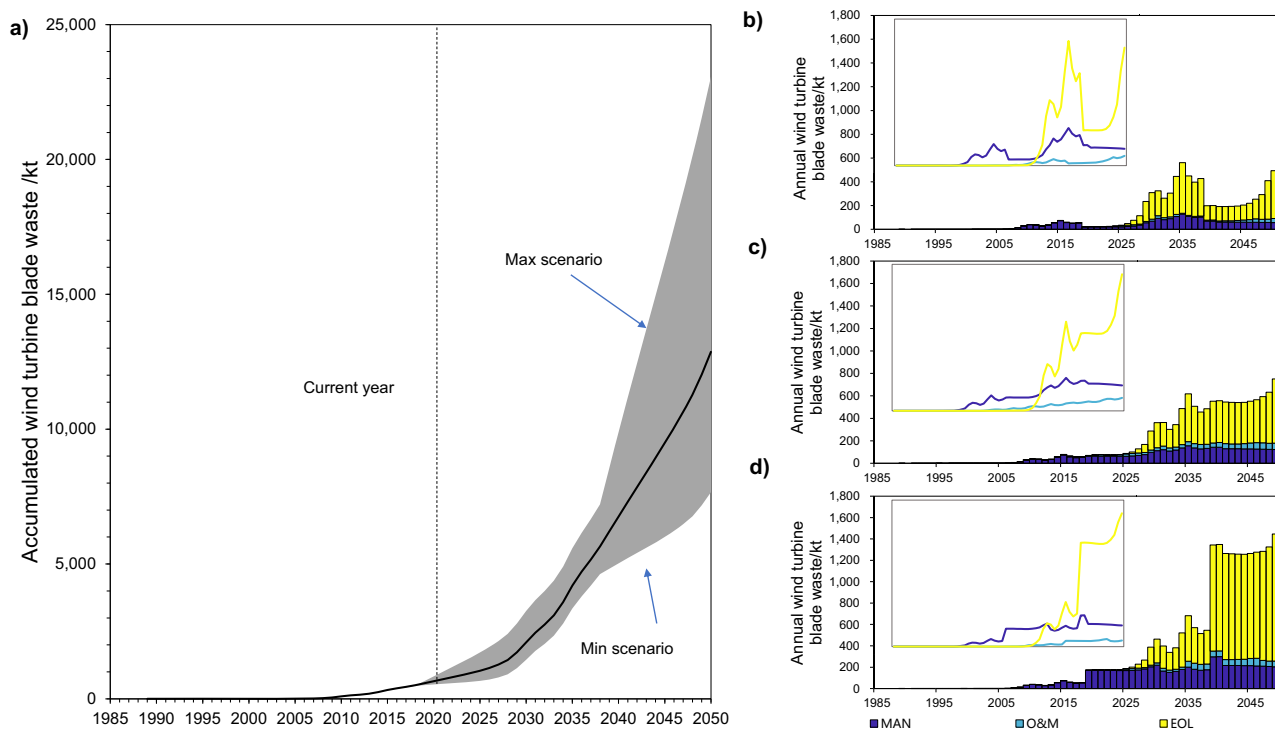 a)
Accumulated wind turbine blade waste /kt
25,000
20,000
15,000
10,000
5,000
0
Max scenario
Current year
Min scenario
1985 1990 1995 2000 2005 2010 2015 2020 2025 2030 2035 2040 2045 2050
b)
Annual wind turbine
blade waste/kt
1,800
1,600
1,400
1,200
1,000
800
600
400
200
0
1985 1995 2005 2015 2025 2035 2045
c)
Annual wind turbine
blade waste/kt
1,800
1,600
1,400
1,200
1,000
800
600
400
200
0
1985 1995 2005 2015 2025 2035 2045
d)
Annual wind turbine
blade waste/kt
1,800
1,600
1,400
1,200
1,000
800
600
400
200
0
1985 1995 2005 2015 2025 2035 2045
MAN O&M EOL